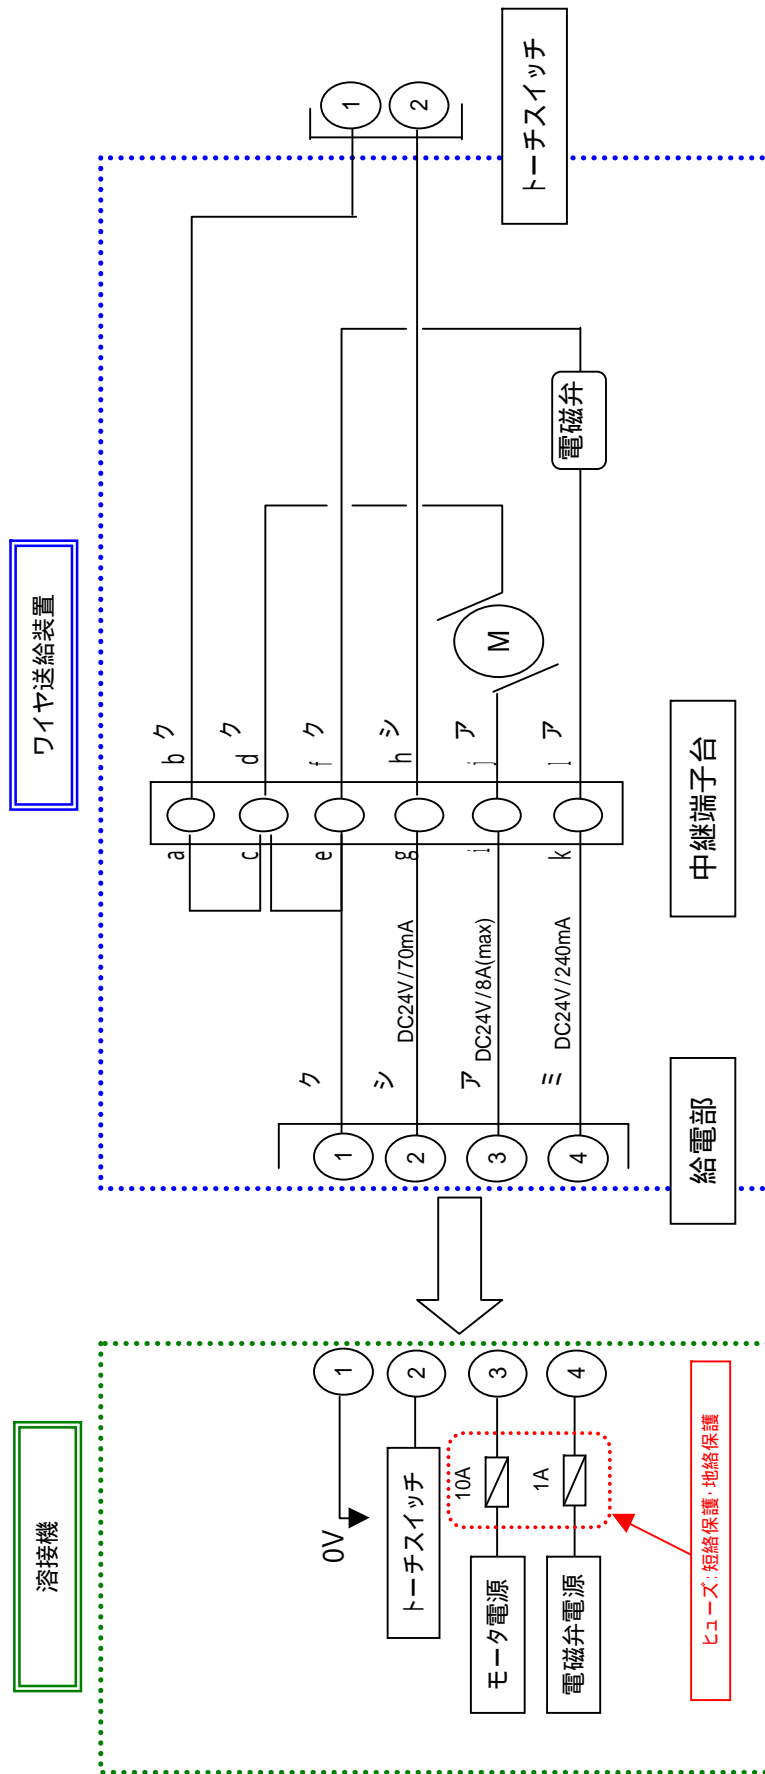 溶接機
ワイヤ送給装置
0V
1
2
3
4
トーチスイッチ
モータ電源
10A
電磁弁電源
1A
ヒューズ:短絡保護・地絡保護
1
2
3
4
給電部
ク
シ
ア
ミ
DC24V/70mA
DC24V/8A(max)
DC24V/240mA
a
c
e
g
i
k
中継端子台
b ク
d ク
f ク
h シ
j ア
l ア
M
電磁弁
1
2
トーチスイッチ